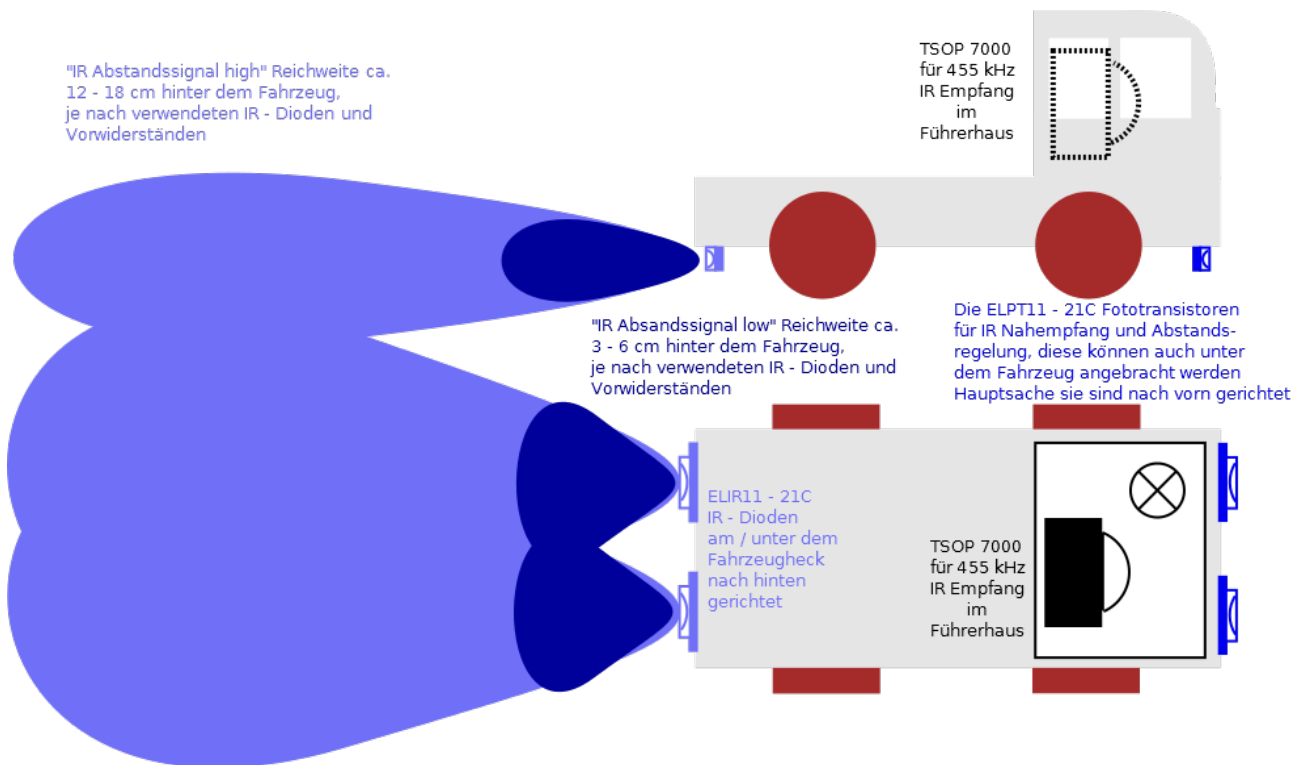 "IR Abstandssignal high" Reichweite ca.
12 - 18 cm hinter dem Fahrzeug,
je nach verwendeten IR - Dioden und
Vorwiderständen
TSOP 7000
für 455 kHz
IR Empfang
im
Führerhaus
"IR Absandssignal low" Reichweite ca.
3 - 6 cm hinter dem Fahrzeug,
je nach verwendeten IR - Dioden und
Vorwiderständen
Die ELPT11 - 21C Fototransistoren
für IR Nahempfang und Abstands-
regelung, diese können auch unter
dem Fahrzeug angebracht werden
Hauptsache sie sind nach vorn gerichtet
ELIR11 - 21C
IR - Dioden
am / unter dem
Fahrzeugheck
nach hinten
gerichtet
TSOP 7000
für 455 kHz
IR Empfang
im
Führerhaus